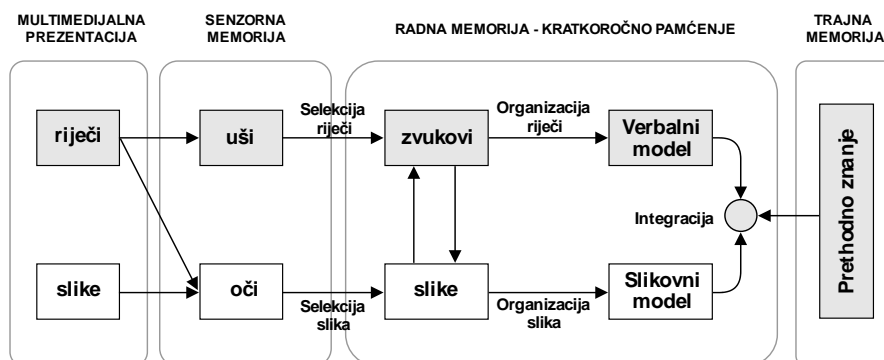 MULTIMEDIJALNA
PREZENTACIJA
SENZORNA
MEMORIJA
RADNA MEMORIJA - KRATKOROČNO PAMĆENJE
TRAJNA
MEMORIJA
riječi
uši
Selekcija
riječi
zvukovi
Organizacija
riječi
Verbalni
model
Integracija
Prethodno znanje
slike
oči
Selekcija
slika
slike
Organizacija
slika
Slikovni
model